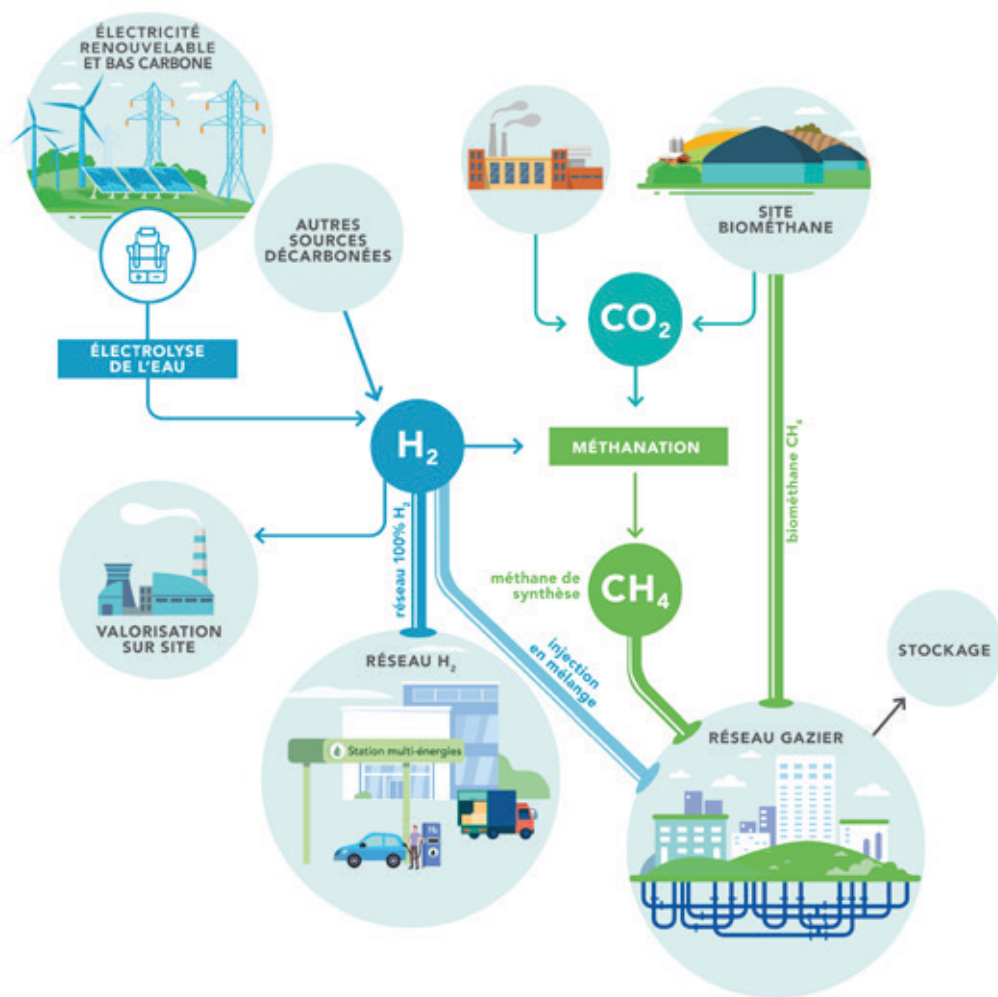 ÉLECTRICITÉ
RENOUVELABLE
ET BAS CARBONE
AUTRES
SOURCES
DÉCARBONÉES
SITE
BIOMÉTHANE
CO₂
ÉLECTROLYSE
DE L'EAU
H₂
MÉTHANATION
biométhane CH₄
réseau 100% H₂
méthane de
synthèse
CH₄
injection
en mélange
VALORISATION
SUR SITE
STOCKAGE
RÉSEAU H₂
Station multi-énergies
H₂
RÉSEAU GAZIER